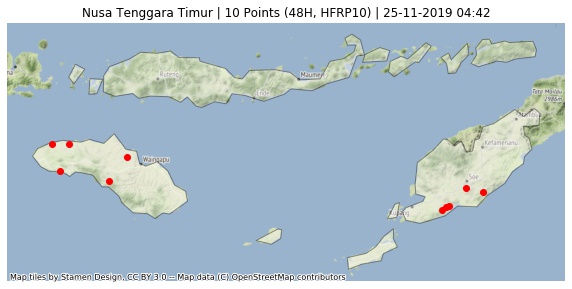 Nusa Tenggara Timur | 10 Points (48H, HFRP10) | 25-11-2019 04:42
Ruteng
Maumere
Ende
Waingapu
Kefamenanu
Soe
Kupang
Map tiles by Stamen Design, CC BY 3.0 -- Map data (C) OpenStreetMap contributors